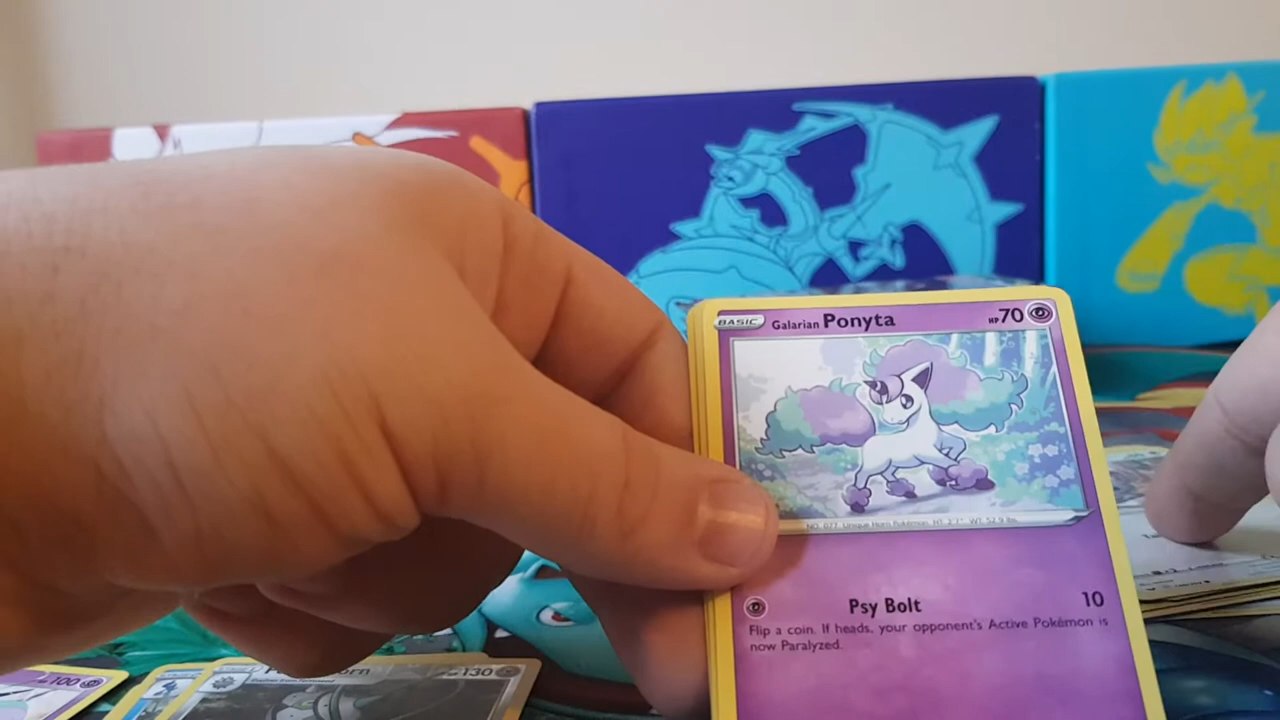 BASIC Galarian Ponyta HP 70
NO. 077 Unique Horn Pokémon HT: 2'7" WT: 52.9 lbs.
Psy Bolt 10
Flip a coin. If heads, your opponent's Active Pokémon is
now Paralyzed.
100
130